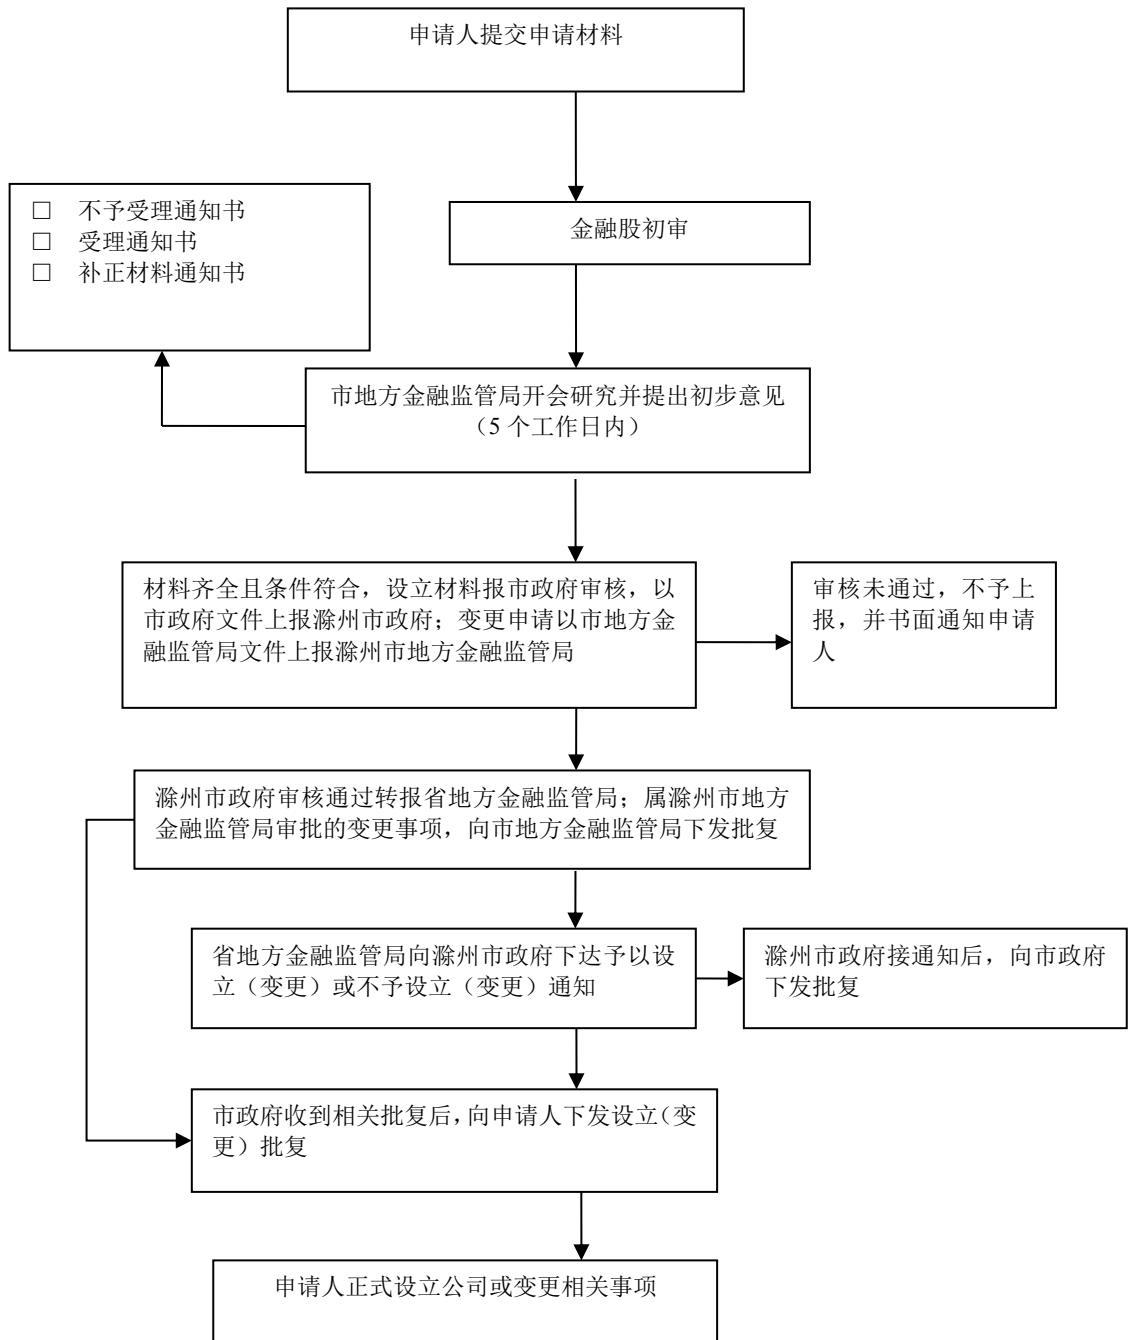 申请人提交申请材料
□ 不予受理通知书
□ 受理通知书
□ 补正材料通知书
金融股初审
市地方金融监管局开会研究并提出初步意见
（5 个工作日内）
材料齐全且条件符合，设立材料报市政府审核，以
市政府文件上报滁州市政府；变更申请以市地方金
融监管局文件上报滁州市地方金融监管局
审核未通过，不予上
报，并书面通知申请
人
滁州市政府审核通过转报省地方金融监管局；属滁州市地方
金融监管局审批的变更事项，向市地方金融监管局下发批复
省地方金融监管局向滁州市政府下达予以设
立（变更）或不予设立（变更）通知
滁州市政府接通知后，向市政府
下发批复
市政府收到相关批复后，向申请人下发设立（变
更）批复
申请人正式设立公司或变更相关事项